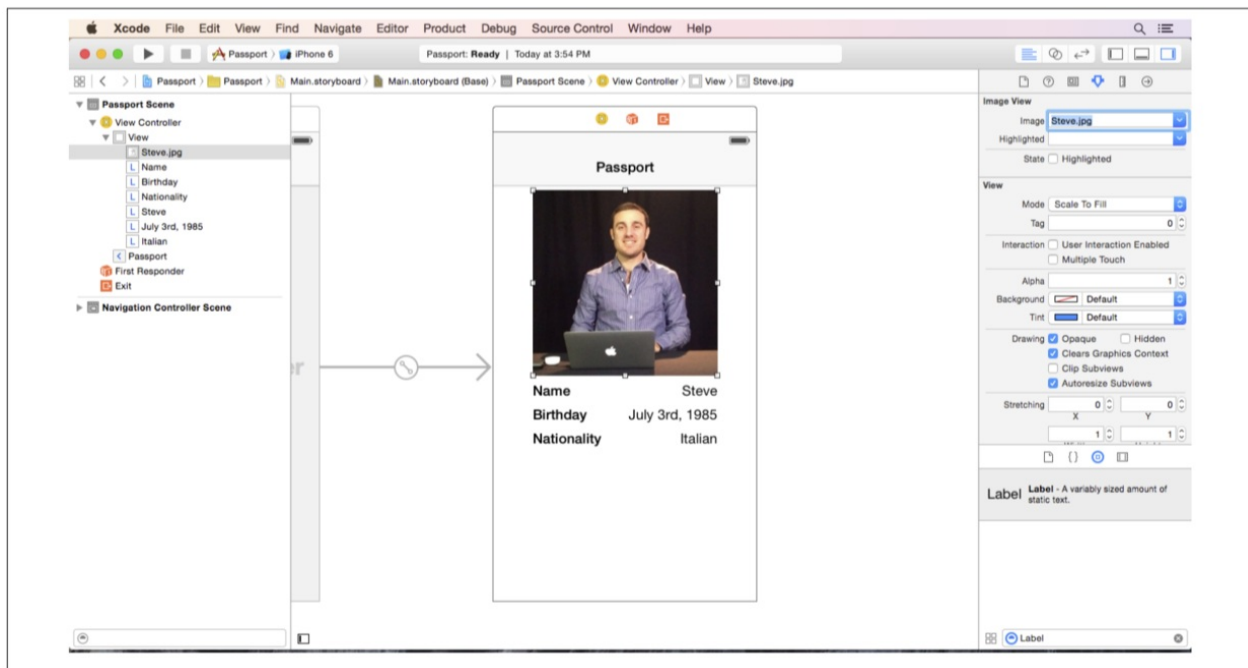 Xcode File Edit View Find Navigate Editor Product Debug Source Control Window Help
Passport iPhone 6
Passport: Ready | Today at 3:54 PM
Passport Passport Main.storyboard Main.storyboard (Base) Passport Scene View Controller View Steve.jpg
Passport Scene
View Controller
View
Steve.jpg
L Name
L Birthday
L Nationality
L Steve
L July 3rd, 1985
L Italian
Passport
First Responder
Exit
Navigation Controller Scene
er
Passport
Name Steve
Birthday July 3rd, 1985
Nationality Italian
Image View
Image Steve.jpg
Highlighted
State Highlighted
View
Mode Scale To Fill
Tag 0
Interaction User Interaction Enabled
Multiple Touch
Alpha 1
Background Default
Tint Default
Drawing Opaque Hidden
Clears Graphics Context
Clip Subviews
Autoresize Subviews
Stretching 0 0
X Y
1 1
{ }
Label Label - A variably sized amount of
static text.
Label